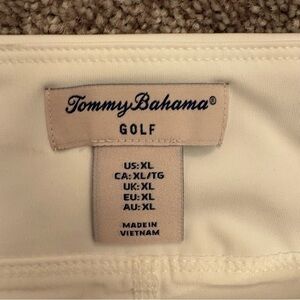 Tommy Bahama®
GOLF
US: XL
CA: XL/TG
UK: XL
EU: XL
AU: XL
MADE IN
VIETNAM